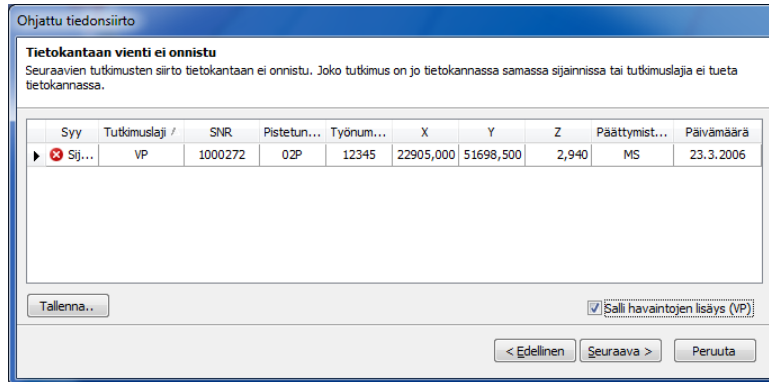 Ohjattu tiedonsiirto
Tietokantaan vienti ei onnistu
Seuraavien tutkimusten siirto tietokantaan ei onnistu. Joko tutkimus on jo tietokannassa samassa sijainnissa tai tutkimuslajia ei tueta
tietokannassa.
Syy Tutkimuslaji / SNR Pistetun... Työnum... X Y Z Päättymist... Päivämäärä
Sij... VP 1000272 02P 12345 22905,000 51698,500 2,940 MS 23.3.2006
Tallenna.. Salli havaintojen lisäys (VP)
< Edellinen Seuraava > Peruuta